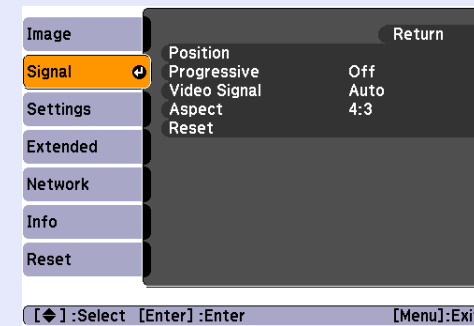 Image
Signal
Settings
Extended
Network
Info
Reset
Return
Position
Progressive Off
Video Signal Auto
Aspect 4:3
Reset
[◆] :Select [Enter] :Enter [Menu]:Exi